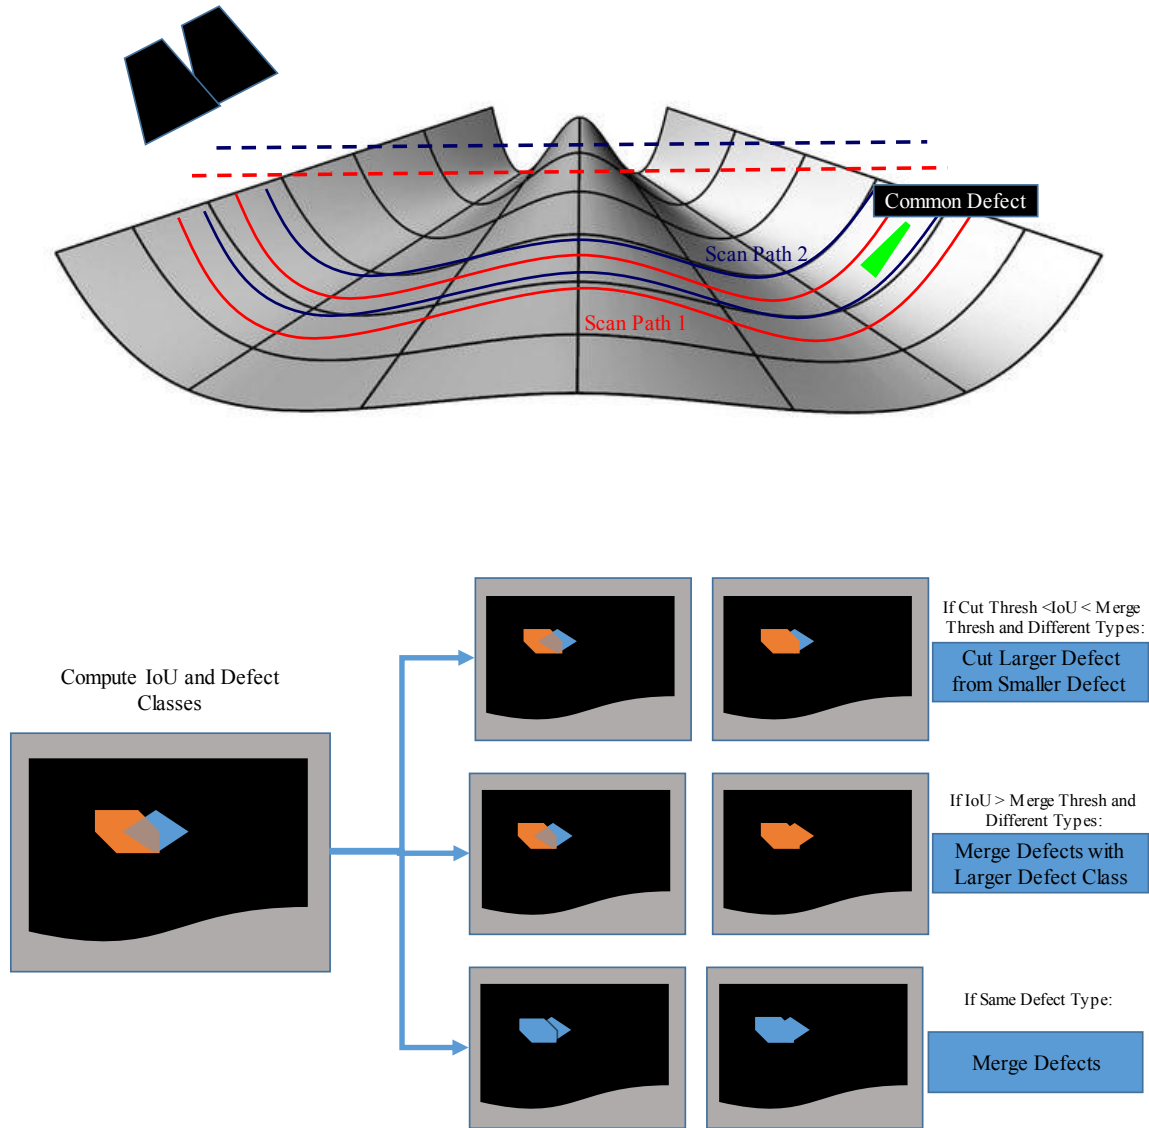 Common Defect
Scan Path 2
Scan Path 1
Compute IoU and Defect
Classes
If Cut Thresh <IoU < Merge
Thresh and Different Types:
Cut Larger Defect
from Smaller Defect
If IoU > Merge Thresh and
Different Types:
Merge Defects with
Larger Defect Class
If Same Defect Type:
Merge Defects